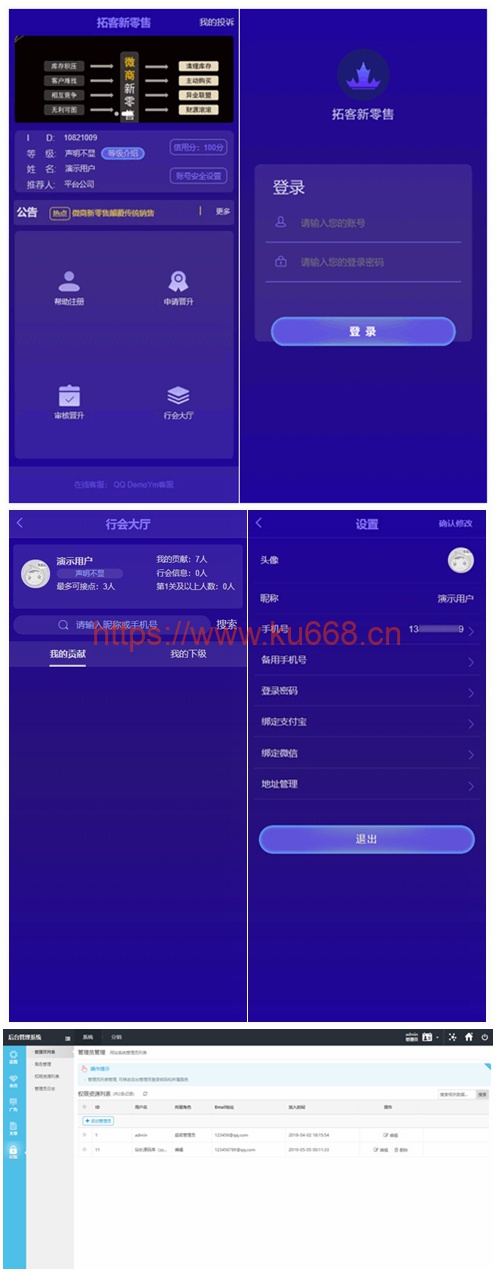 拓客新零售
我的投诉
库存积压
客户难找
相互竞争
无利可图
微商新零售
清理库存
主动购买
异业联盟
财源滚滚
I D: 10821009
等 级: 声明不显 等级介绍
姓 名: 演示用户
推荐人: 平台公司
信用分: 100分
账号安全设置
公告 热点 微商新零售颠覆传统销售 更多
帮助注册
申请晋升
审核晋升
行会大厅
在线客服: QQ DemoYm客服
拓客新零售
登录
请输入您的账号
请输入您的登录密码
登 录
行会大厅
演示用户
声明不显
最多可接点: 3人
我的贡献: 7人
行会信息: 0人
第1关及以上人数: 0人
请输入昵称或手机号 搜索
我的贡献
我的下级
设置
确认修改
头像
昵称 演示用户
手机号 13 9
备用手机号
登录密码
绑定支付宝
绑定微信
地址管理
退出
https://www.ku668.cn
后台管理系统
系统
分销
admin
管理员列表
权限资源列表
管理员日志
管理员管理 网站系统管理员列表
操作提示
权限资源列表
搜索
ID
用户名
所属角色
Email地址
加入时间
操作
1 admin 超级管理员 123456@qq.com 2018-04-02 18:15:54 编辑
11 编辑 123456789@qq.com 编辑 删除